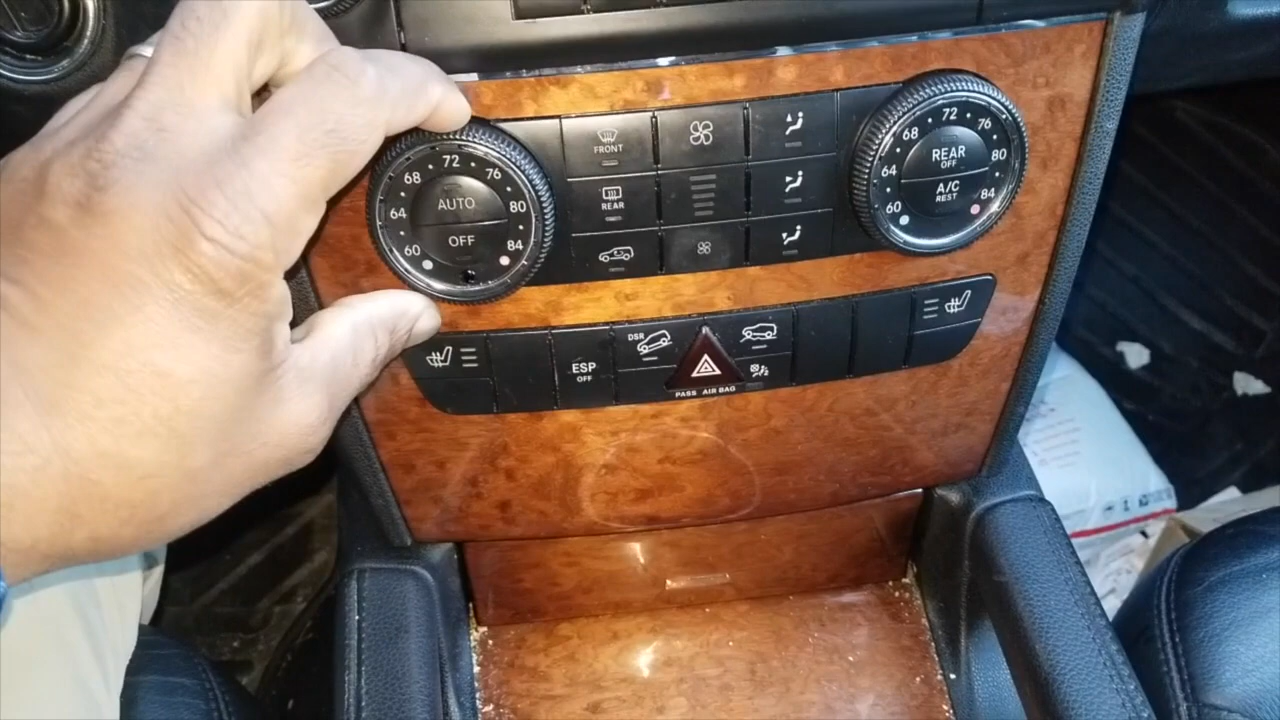 60 64 68 72 76 80 84
AUTO
OFF
FRONT
REAR
60 64 68 72 76 80 84
REAR
OFF
A/C
REST
ESP
OFF
DSR
PASS AIR BAG